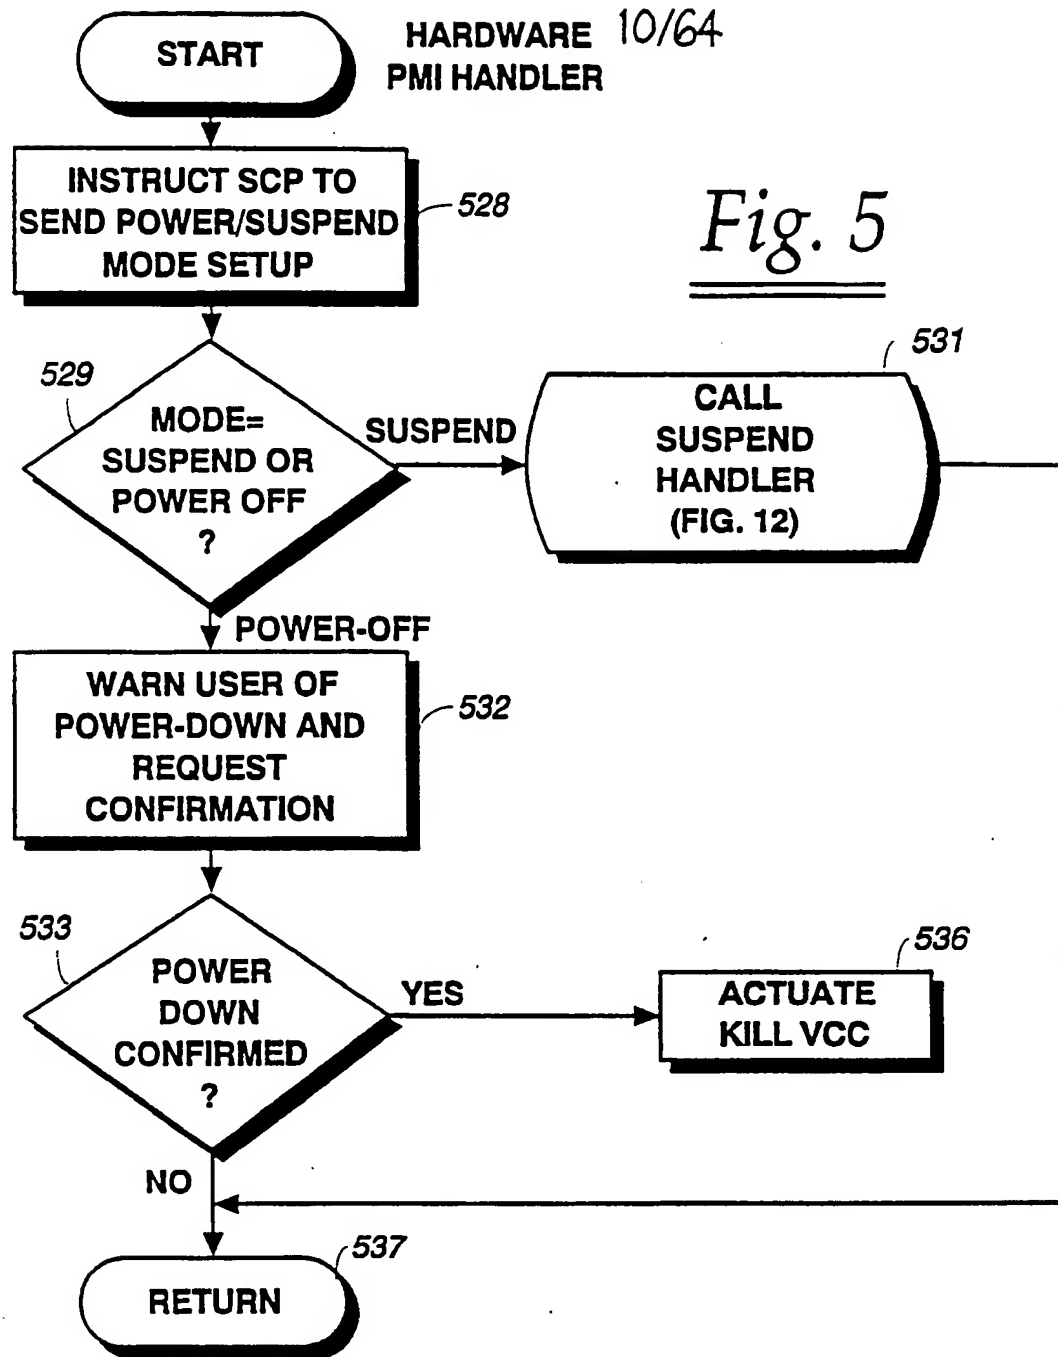 START
HARDWARE 10/64
PMI HANDLER
INSTRUCT SCP TO
SEND POWER/SUSPEND
MODE SETUP
528
Fig. 5
529
MODE=
SUSPEND OR
POWER OFF
?
SUSPEND
531
CALL
SUSPEND
HANDLER
(FIG. 12)
POWER-OFF
WARN USER OF
POWER-DOWN AND
REQUEST
CONFIRMATION
532
533
POWER
DOWN
CONFIRMED
?
YES
536
ACTUATE
KILL VCC
NO
537
RETURN